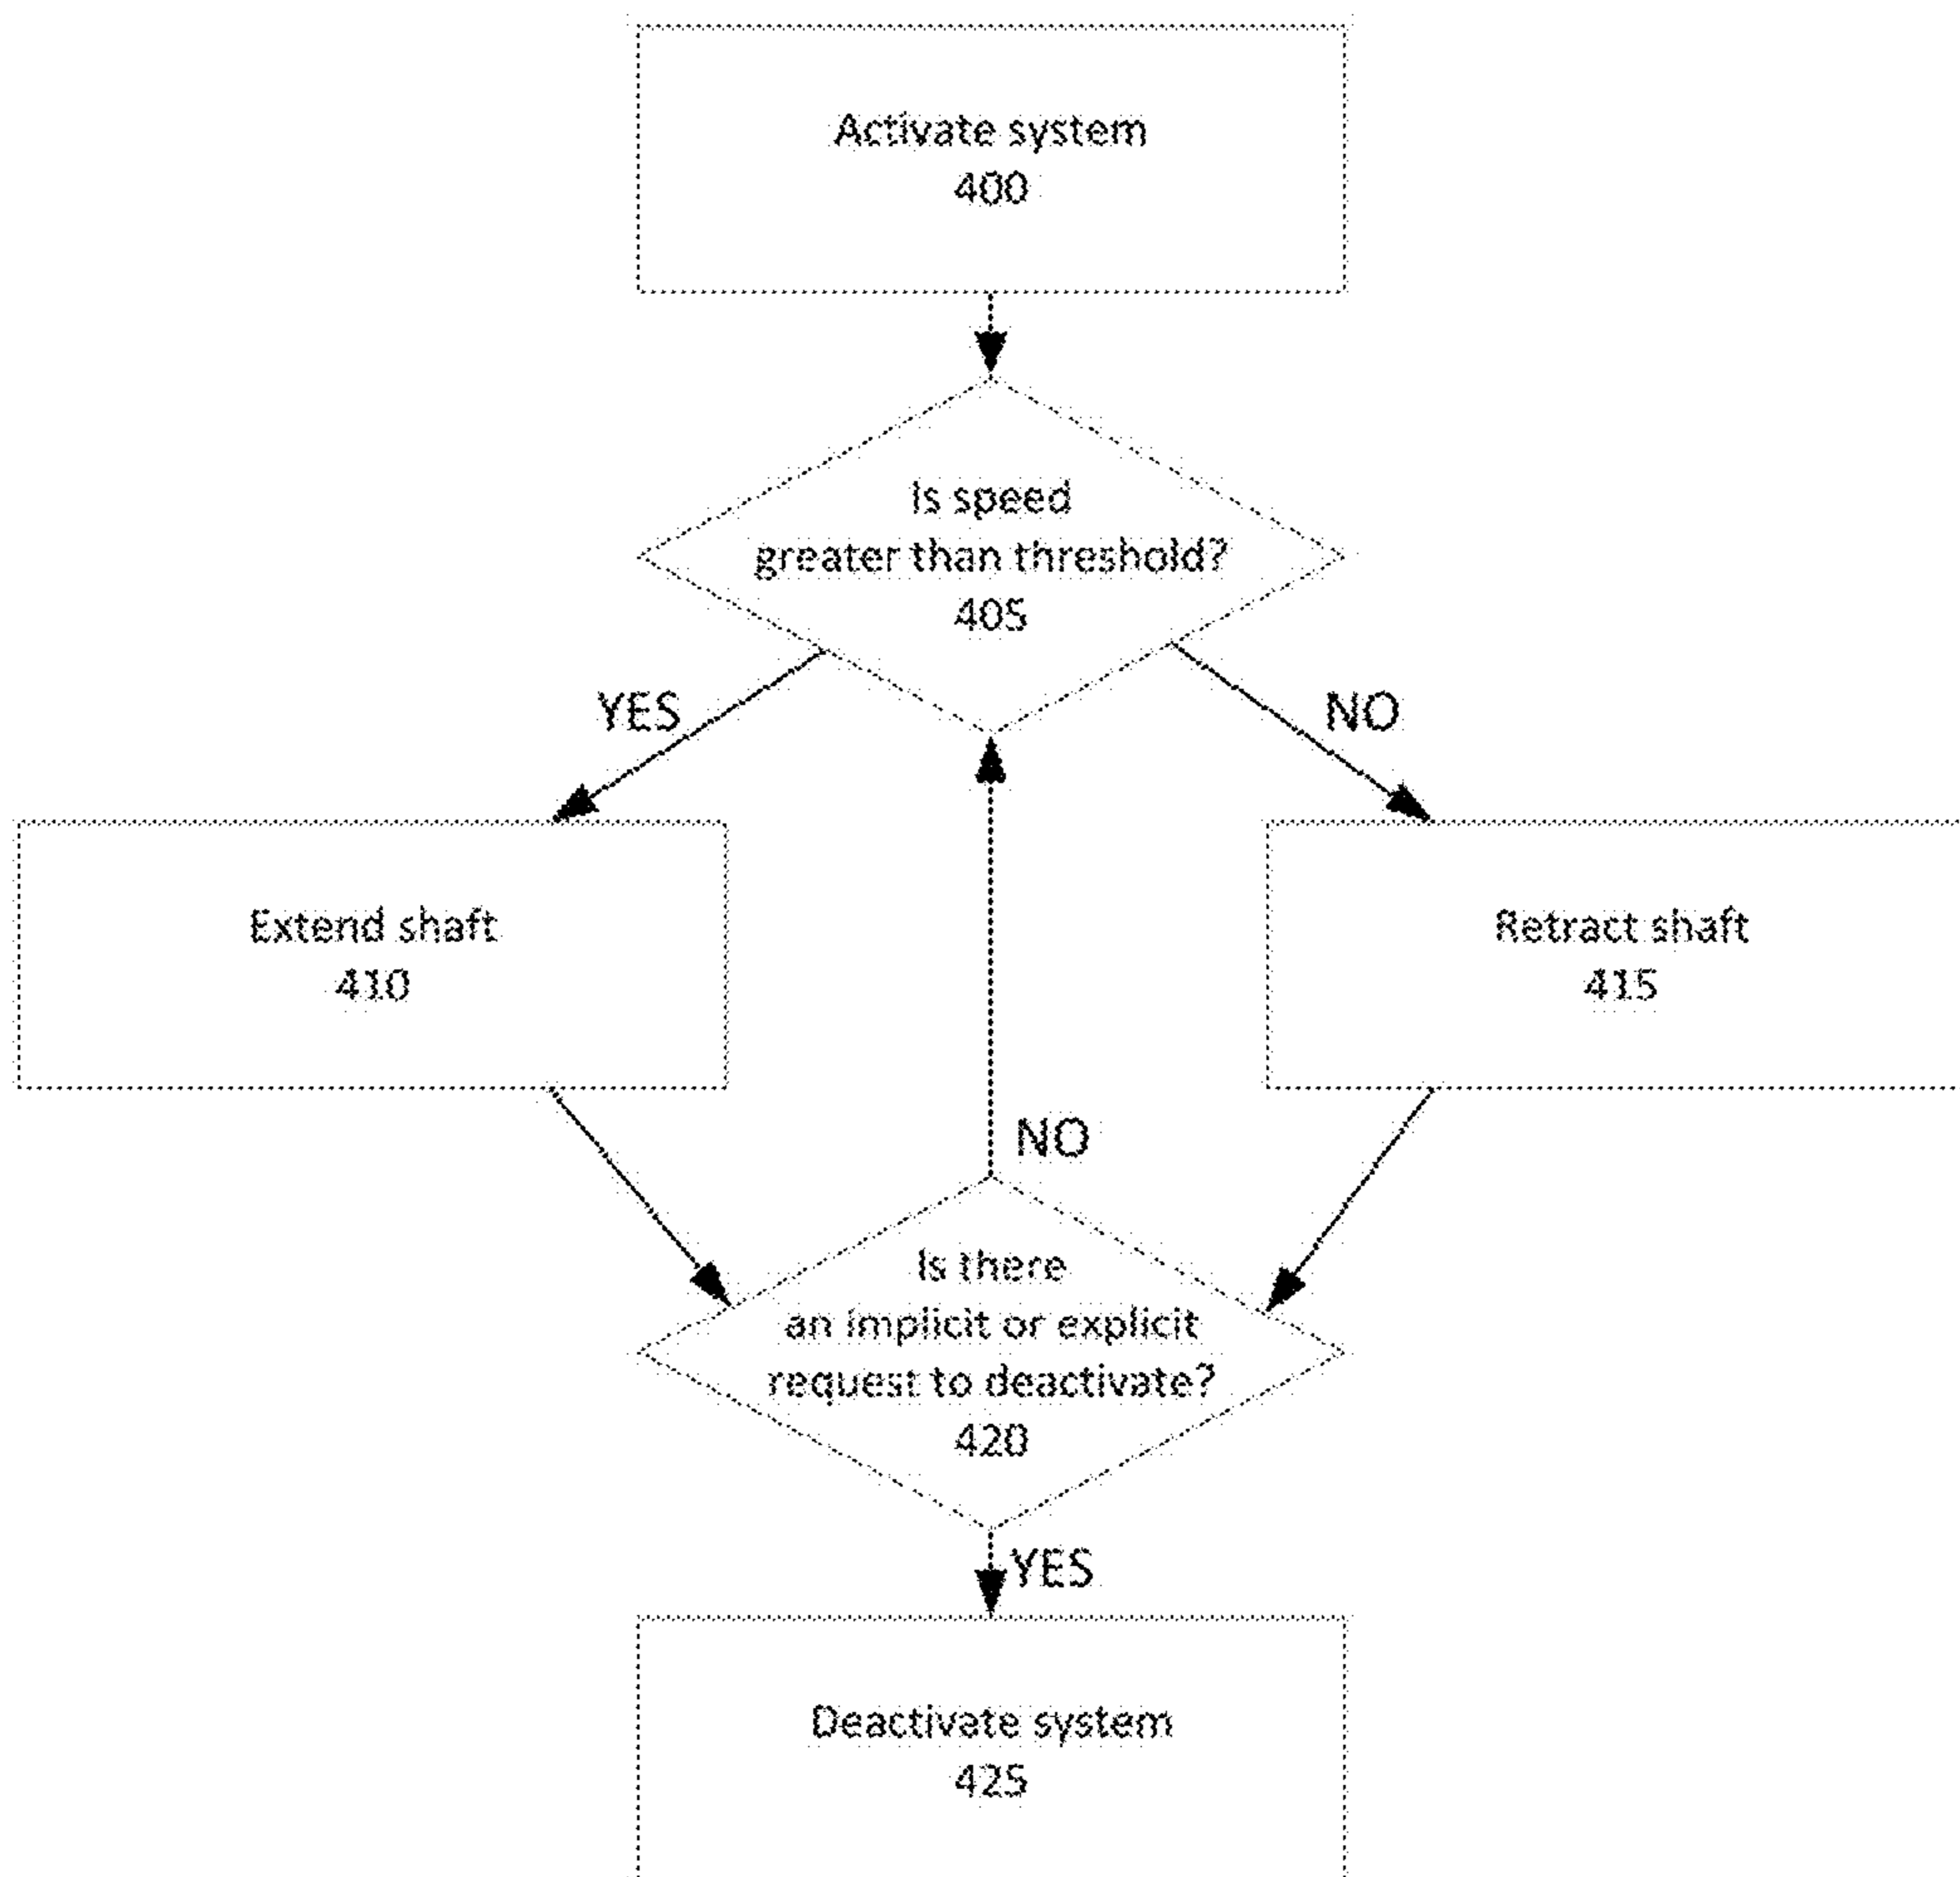 Activate system
400
Is speed
greater than threshold?
405
YES
NO
Extend shaft
410
Retract shaft
415
NO
Is there
an implicit or explicit
request to deactivate?
420
YES
Deactivate system
425